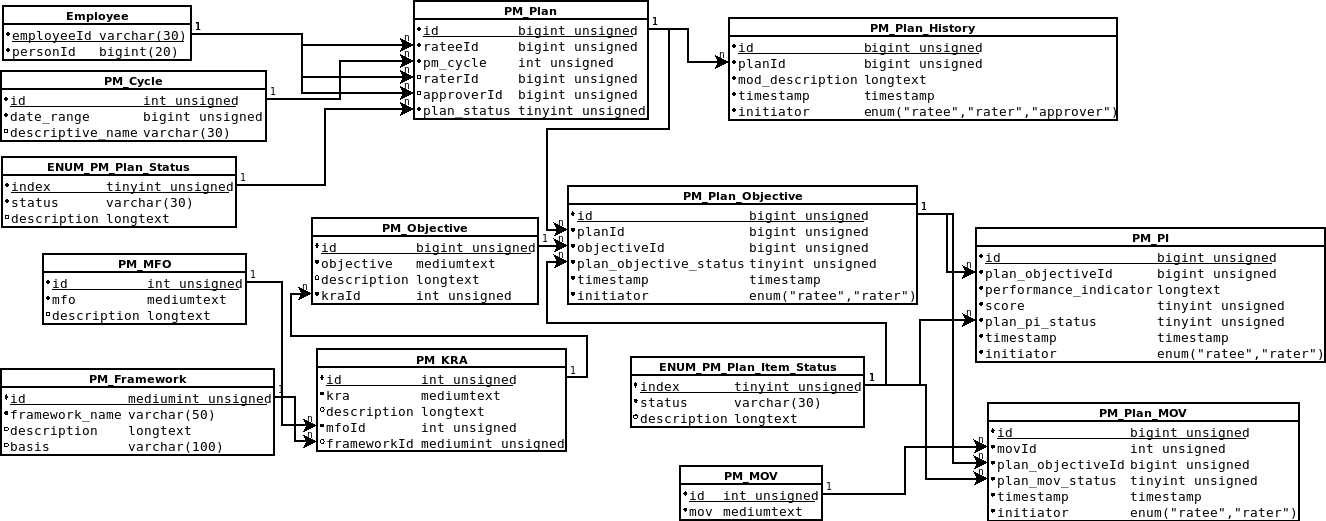 Employee
employeeId varchar(30)
personId bigint(20)
1
PM_Cycle
id int unsigned
date_range bigint unsigned
descriptive_name varchar(30)
1
ENUM_PM_Plan_Status
index tinyint unsigned
status varchar(30)
description longtext
1
PM_Plan
id bigint unsigned
rateeId bigint unsigned
pm_cycle int unsigned
raterId bigint unsigned
approverId bigint unsigned
plan_status tinyint unsigned
n
n
n
n
n
1
PM_Plan_History
id bigint unsigned
planId bigint unsigned
mod_description longtext
timestamp timestamp
initiator enum("ratee","rater","approver")
n
PM_MFO
id int unsigned
mfo mediumtext
description longtext
1
PM_Objective
id bigint unsigned
objective mediumtext
description longtext
kraId int unsigned
n
1
PM_Plan_Objective
id bigint unsigned
planId bigint unsigned
objectiveId bigint unsigned
plan_objective_status tinyint unsigned
timestamp timestamp
initiator enum("ratee","rater")
n
n
n
1
PM_PI
id bigint unsigned
plan_objectiveId bigint unsigned
performance_indicator longtext
score tinyint unsigned
plan_pi_status tinyint unsigned
timestamp timestamp
initiator enum("ratee","rater")
n
n
PM_Framework
id mediumint unsigned
framework_name varchar(50)
description longtext
basis varchar(100)
1
PM_KRA
id int unsigned
kra mediumtext
description longtext
mfoId int unsigned
frameworkId mediumint unsigned
n
n
1
ENUM_PM_Plan_Item_Status
index tinyint unsigned
status varchar(30)
description longtext
1
PM_MOV
id int unsigned
mov mediumtext
1
PM_Plan_MOV
id bigint unsigned
movId int unsigned
plan_objectiveId bigint unsigned
plan_mov_status tinyint unsigned
timestamp timestamp
initiator enum("ratee","rater")
n
n
n